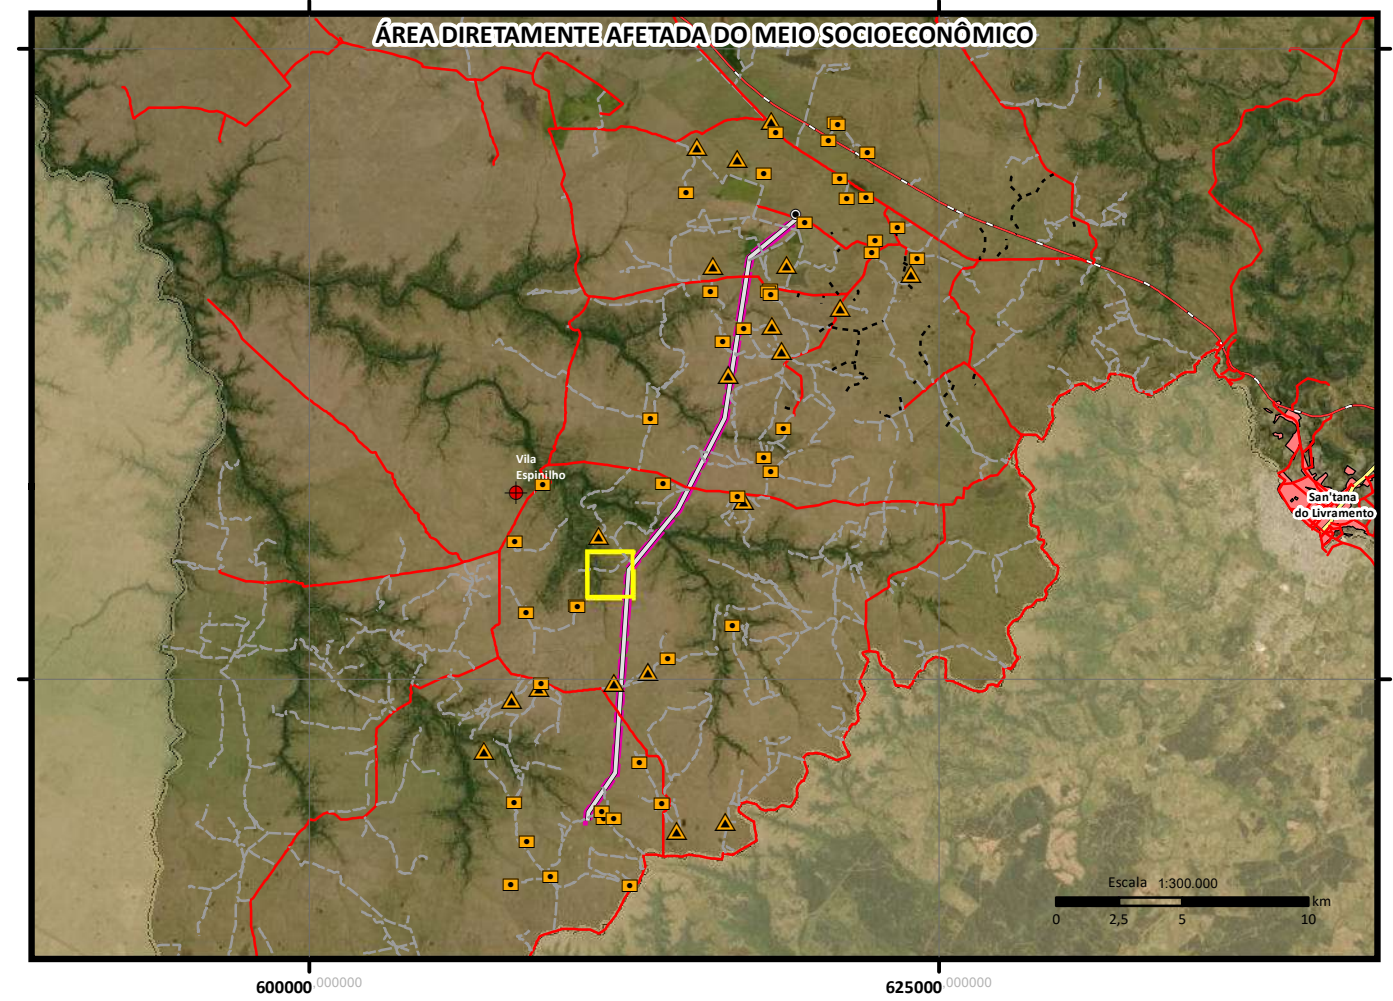 ÁREA DIRETAMENTE AFETADA DO MEIO SOCIOECONÔMICO
Vila
Espinilho
San'tana
do Livramento
Escala 1:300.000
km
0 2,5 5 10
600000,000000
625000,000000